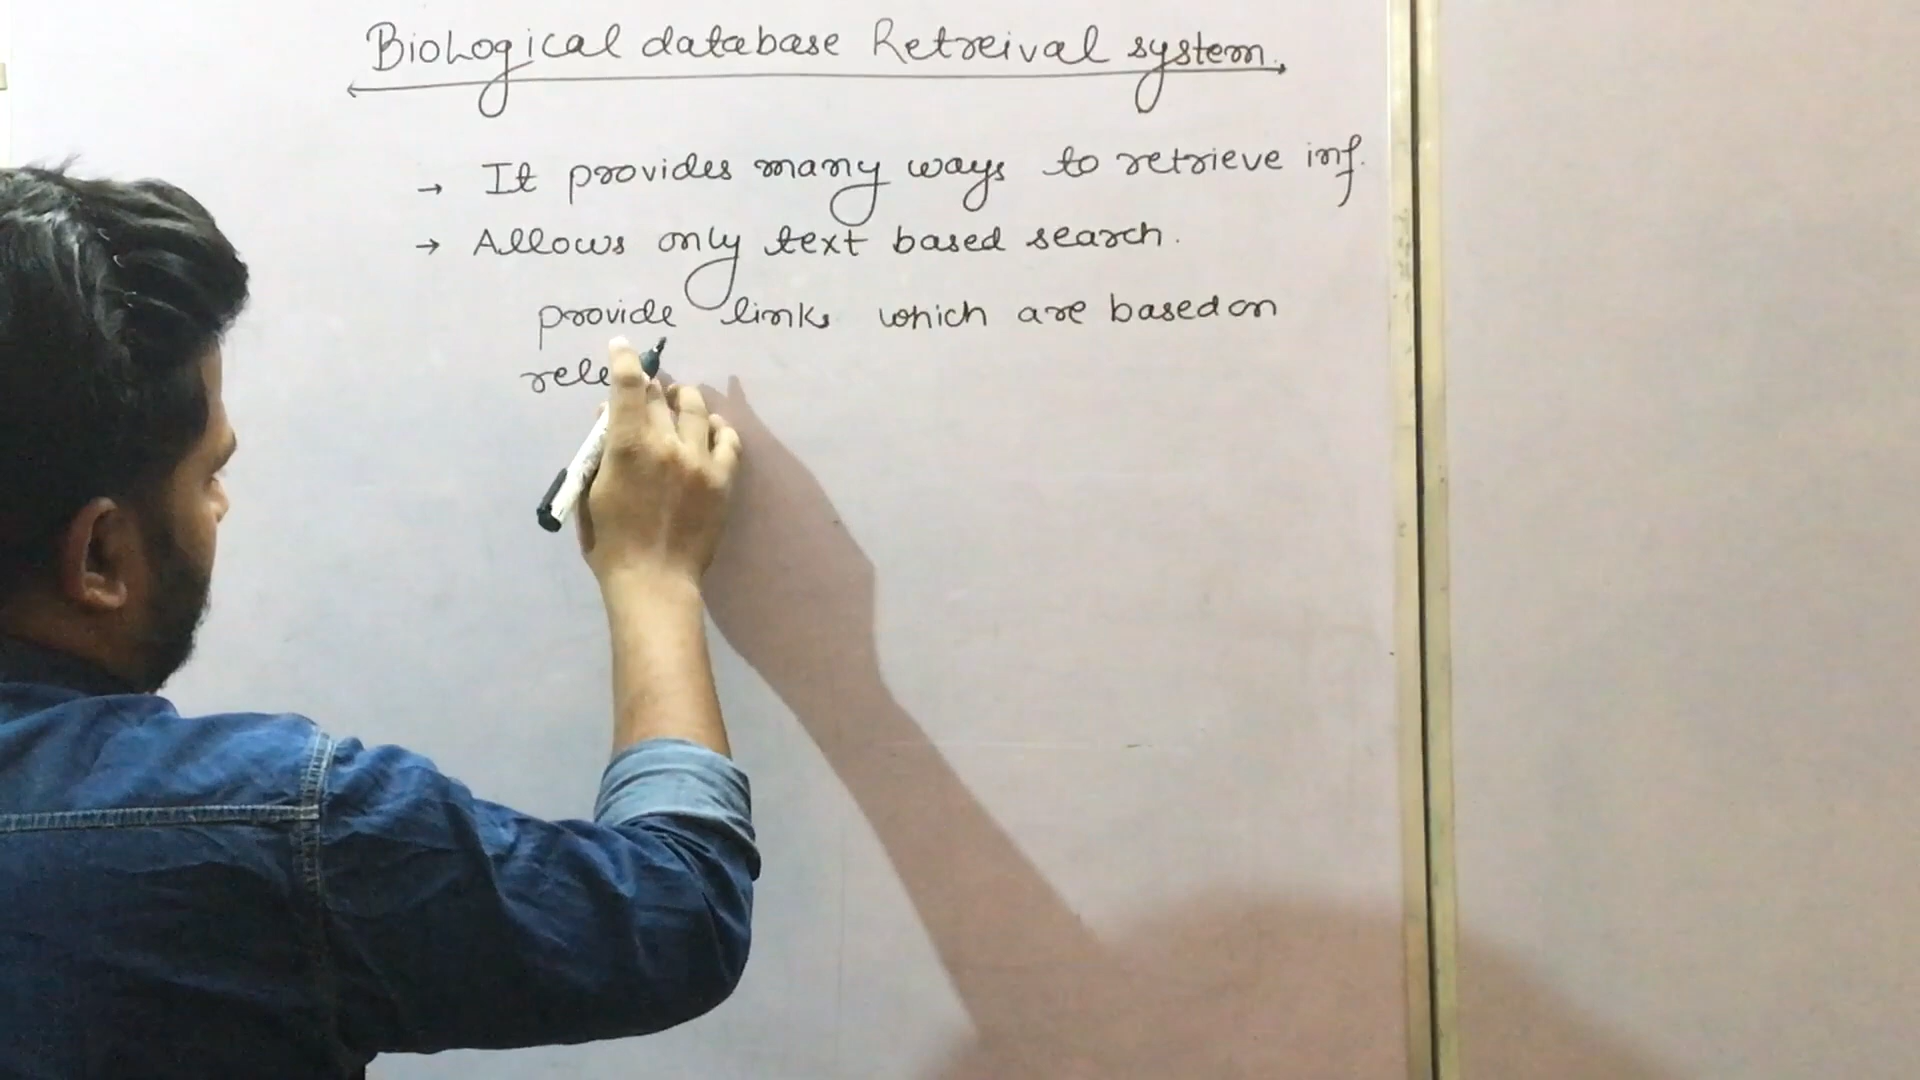 Biological database Retreival system.
→ It provides many ways to retrieve inf.
→ Allows only text based search.
provide links which are based on
rele